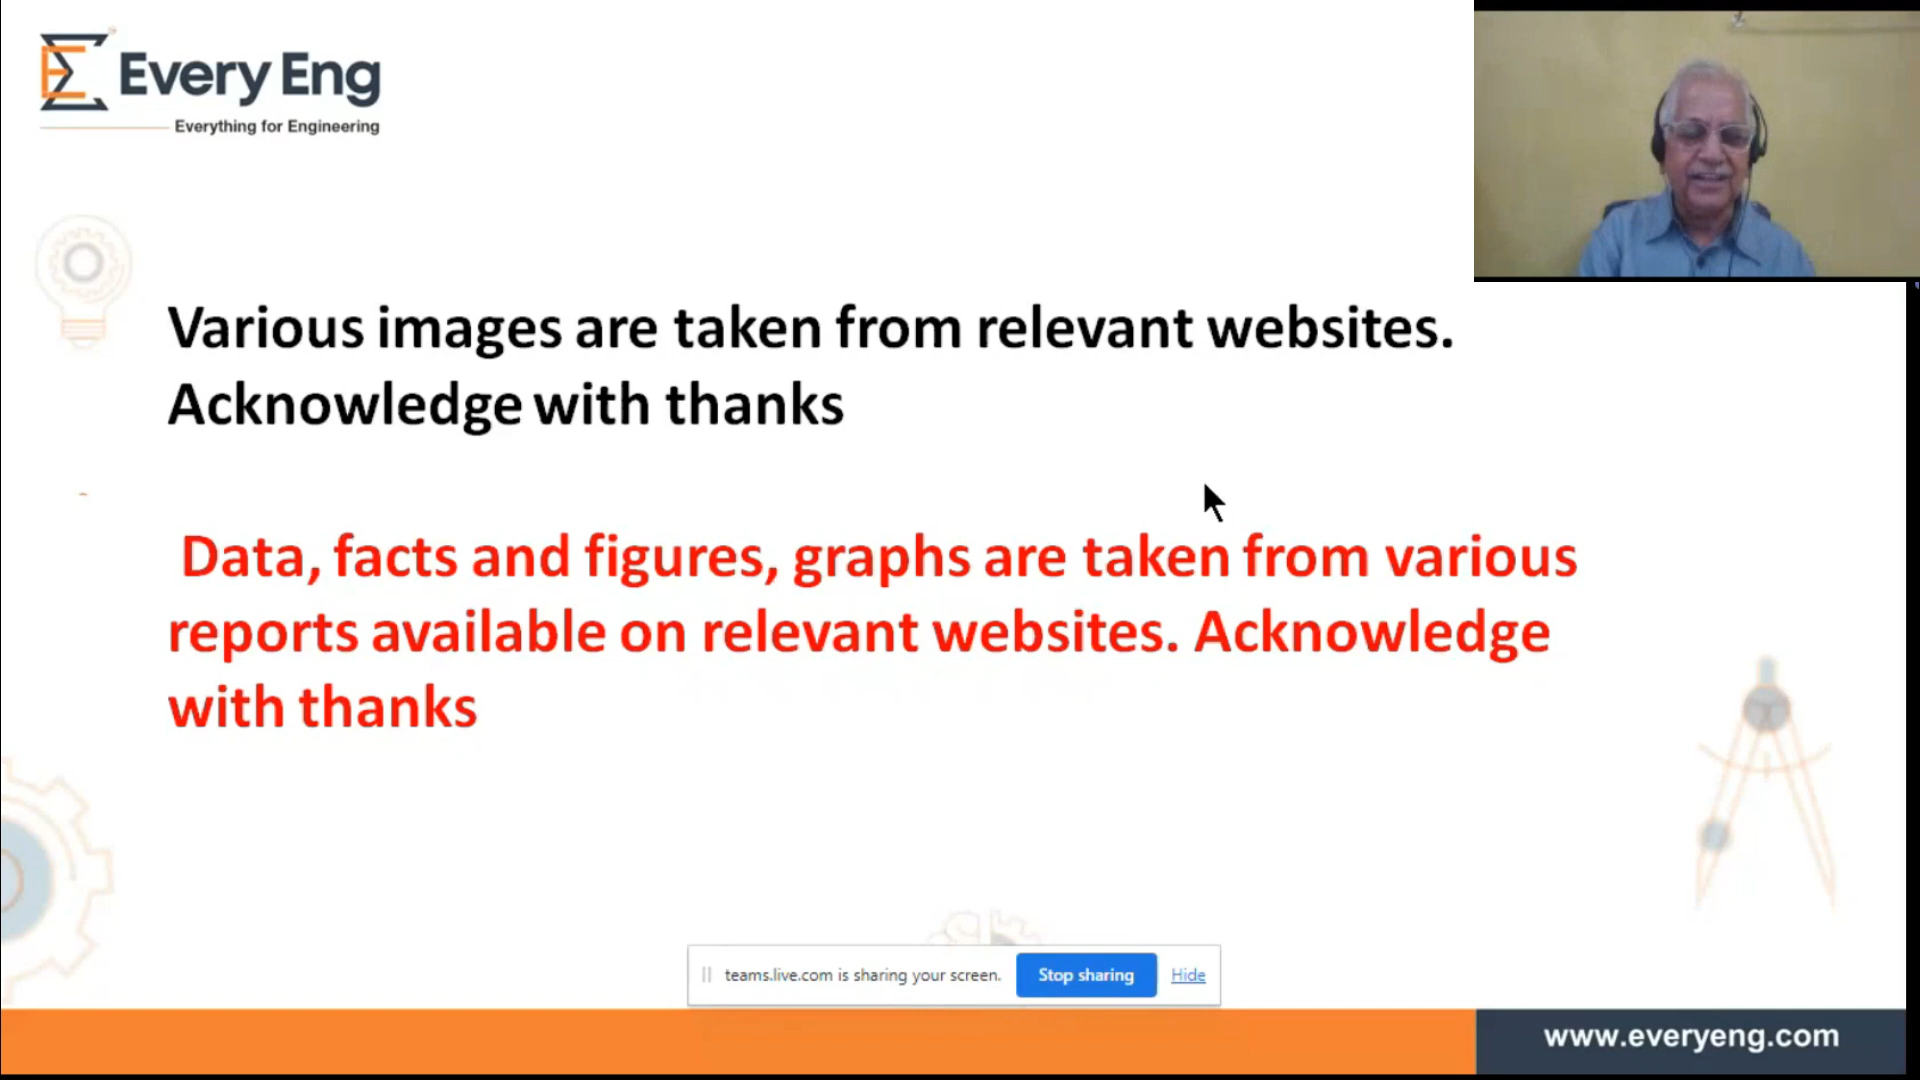 Every Eng
Everything for Engineering
Various images are taken from relevant websites.
Acknowledge with thanks
Data, facts and figures, graphs are taken from various
reports available on relevant websites. Acknowledge
with thanks
teams.live.com is sharing your screen. Stop sharing Hide
www.everyeng.com